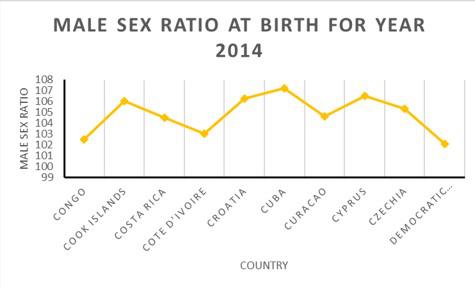 MALE SEX RATIO AT BIRTH FOR YEAR
2014
MALE SEX RATIO
108
107
106
105
104
103
102
101
100
99
CONGO
COOK ISLANDS
COSTA RICA
COTE D'IVOIRE
CROATIA
CUBA
CURACAO
CYPRUS
CZECHIA
DEMOCRATIC...
COUNTRY